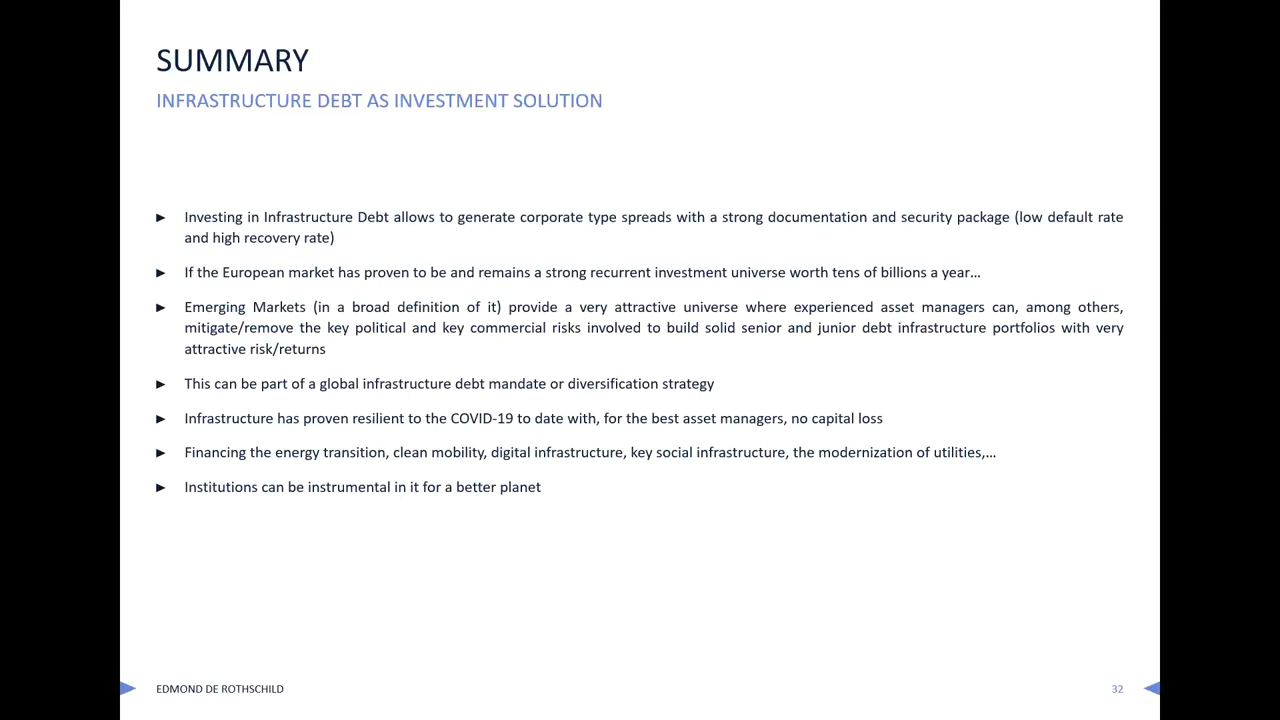 SUMMARY
INFRASTRUCTURE DEBT AS INVESTMENT SOLUTION
► Investing in Infrastructure Debt allows to generate corporate type spreads with a strong documentation and security package (low default rate
and high recovery rate)
► If the European market has proven to be and remains a strong recurrent investment universe worth tens of billions a year…
► Emerging Markets (in a broad definition of it) provide a very attractive universe where experienced asset managers can, among others,
mitigate/remove the key political and key commercial risks involved to build solid senior and junior debt infrastructure portfolios with very
attractive risk/returns
► This can be part of a global infrastructure debt mandate or diversification strategy
► Infrastructure has proven resilient to the COVID-19 to date with, for the best asset managers, no capital loss
► Financing the energy transition, clean mobility, digital infrastructure, key social infrastructure, the modernization of utilities,…
► Institutions can be instrumental in it for a better planet
EDMOND DE ROTHSCHILD
32